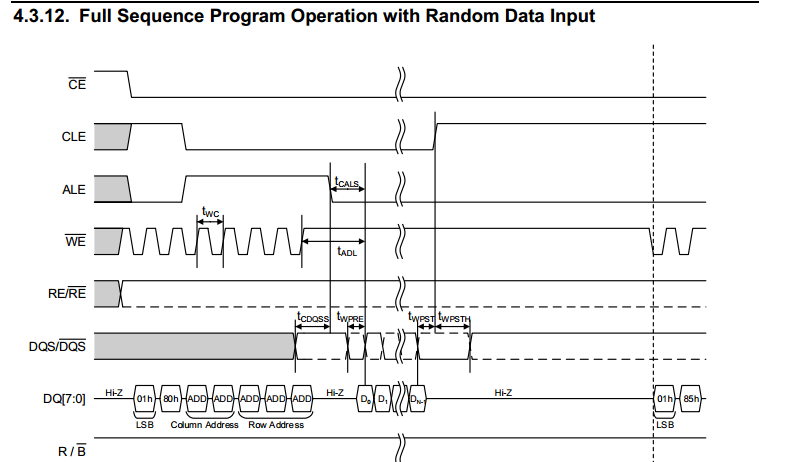 4.3.12. Full Sequence Program Operation with Random Data Input
CE
CLE
ALE
tCALS
tWC
WE
tADL
RE/RE
tCDQSS tWPRE tWPST tWPSTH
DQS/DQS
DQ[7:0] Hi-Z 01h 80h ADD ADD ADD ADD ADD Hi-Z D0 D1 DN-1 Hi-Z 01h 85h
LSB Column Address Row Address LSB
R / B